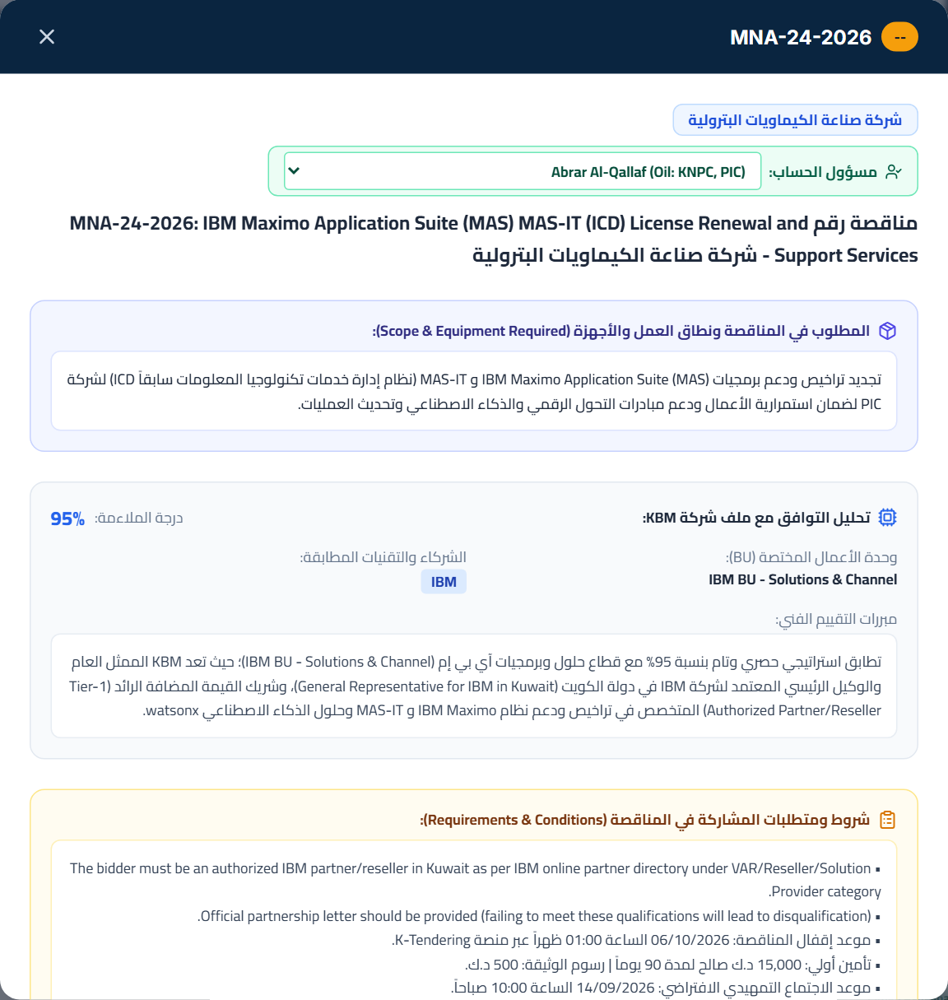 MNA-24-2026 --
شركة صناعة الكيماويات البترولية
مسؤول الحساب: Abrar Al-Qallaf (Oil: KNPC, PIC)
مناقصة رقم MNA-24-2026: IBM Maximo Application Suite (MAS) MAS-IT (ICD) License Renewal and
Support Services - شركة صناعة الكيماويات البترولية
المطلوب في المناقصة ونطاق العمل والأجهزة (Scope & Equipment Required):
تجديد تراخيص ودعم برمجيات IBM Maximo Application Suite (MAS) و MAS-IT (نظام إدارة خدمات تكنولوجيا المعلومات سابقاً ICD) لشركة
PIC لضمان استمرارية الأعمال ودعم مبادرات التحول الرقمي والذكاء الاصطناعي وتحديث العمليات.
تحليل التوافق مع ملف شركة KBM:
درجة الملاءمة: 95%
وحدة الأعمال المختصة (BU):
IBM BU - Solutions & Channel
الشركاء والتقنيات المطابقة:
IBM
مبررات التقييم الفني:
تطابق استراتيجي حصري وتام بنسبة 95% مع قطاع حلول وبرمجيات آي بي إم (IBM BU - Solutions & Channel)؛ حيث تعد KBM الممثل العام
والوكيل الرئيسي المعتمد لشركة IBM في دولة الكويت (General Representative for IBM in Kuwait)، وشريك القيمة المضافة الرائد (Tier-1
Authorized Partner/Reseller) المتخصص في تراخيص ودعم نظام IBM Maximo و MAS-IT وحلول الذكاء الاصطناعي watsonx.
شروط ومتطلبات المشاركة في المناقصة (Requirements & Conditions):
▪ The bidder must be an authorized IBM partner/reseller in Kuwait as per IBM online partner directory under VAR/Reseller/Solution
Provider category.
▪ Official partnership letter should be provided (failing to meet these qualifications will lead to disqualification).
▪ موعد إقفال المناقصة: 06/10/2026 الساعة 01:00 ظهراً عبر منصة K-Tendering.
▪ تأمين أولي: 15,000 د.ك صالح لمدة 90 يوماً | رسوم الوثيقة: 500 د.ك.
▪ موعد الاجتماع التمهيدي الافتراضي: 14/09/2026 الساعة 10:00 صباحاً.